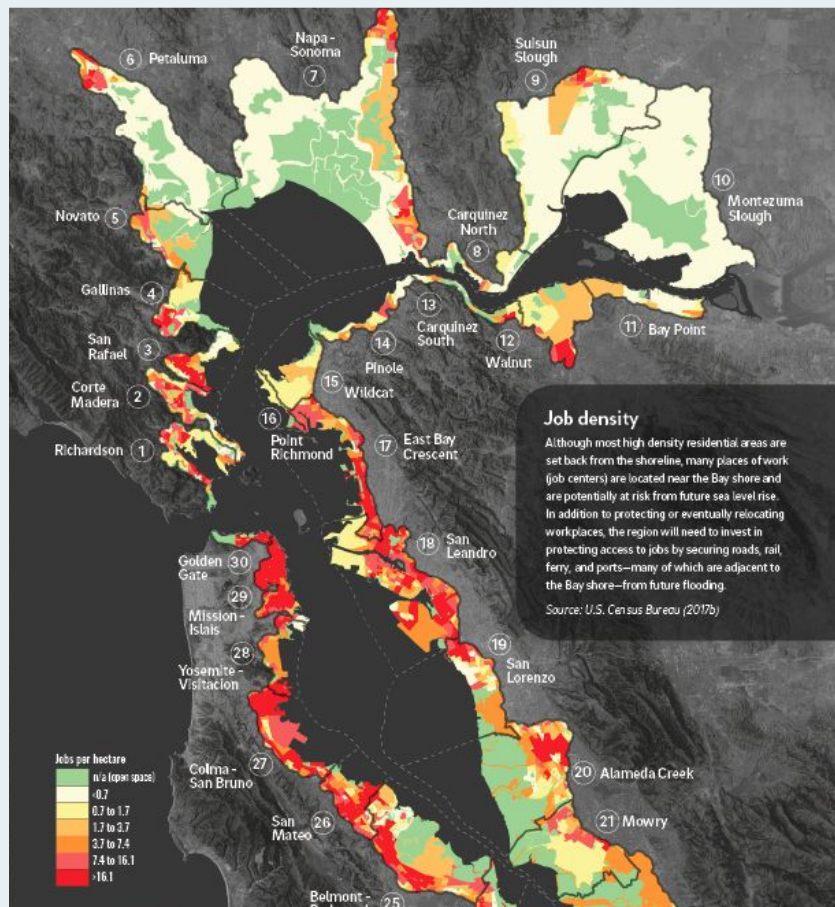 6
Petaluma
Napa-
Sonoma
7
Suisun
Slough
9
Novato
5
10
Montezuma
Slough
Carquinez
North
8
Gallinas
4
13
Carquinez
South
11
Bay Point
San
Rafael
3
14
Pinole
12
Walnut
Corte
Madera
2
15
Wildcat
16
Point
Richmond
Richardson
1
17
East Bay
Crescent
Job density
Although most high density residential areas are
set back from the shoreline, many places of work
(job centers) are located near the Bay shore and
are potentially at risk from future sea level rise.
In addition to protecting or eventually relocating
workplaces, the region will need to invest in
protecting access to jobs by securing roads, rail,
ferry, and ports—many of which are adjacent to
the Bay shore—from future flooding.
Source: U.S. Census Bureau (2017b)
18
San
Leandro
Golden
Gate
30
29
Mission-
Islais
28
Yosemite-
Visitacion
19
San
Lorenzo
Colma-
San Bruno
27
20
Alameda Creek
San
Mateo
26
21
Mowry
Belmont-
25
Jobs per hectare
n/a (open space)
<0.7
0.7 to 1.7
1.7 to 3.7
3.7 to 7.4
7.4 to 16.1
>16.1